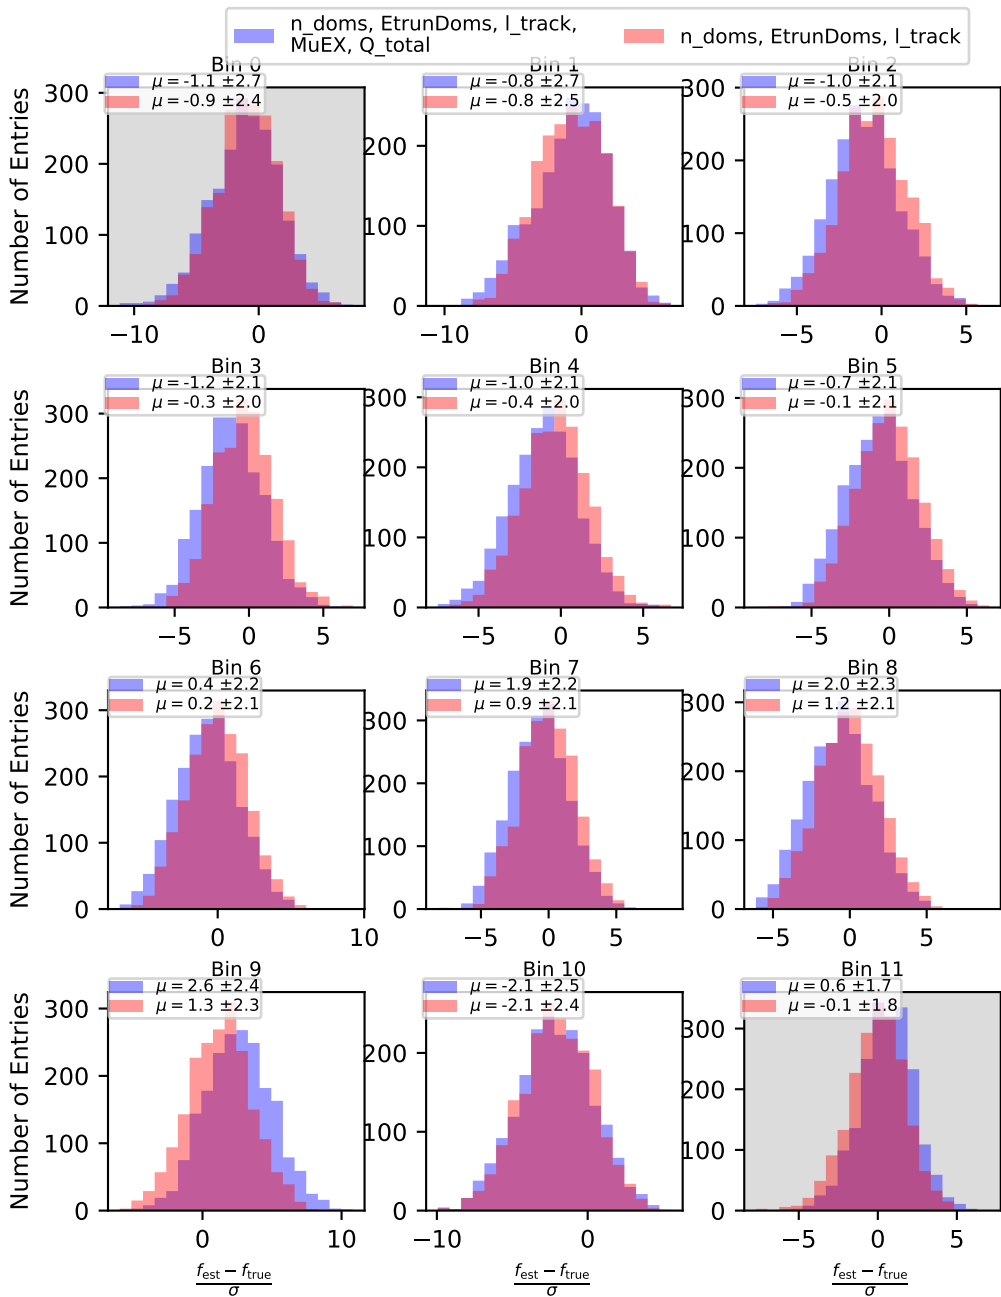 n_doms, EtrunDoms, l_track,
MuEX, Q_total
n_doms, EtrunDoms, l_track
Bin 0
μ = -1.1 ±2.7
μ = -0.9 ±2.4
Number of Entries
300
200
100
0
−10
0
Bin 1
μ = -0.8 ±2.7
μ = -0.8 ±2.5
200
100
0
−10
0
Bin 2
μ = -1.0 ±2.1
μ = -0.5 ±2.0
300
200
100
0
−5
0
5
Bin 3
μ = -1.2 ±2.1
μ = -0.3 ±2.0
Number of Entries
300
200
100
0
−5
0
5
Bin 4
μ = -1.0 ±2.1
μ = -0.4 ±2.0
300
200
100
0
−5
0
5
Bin 5
μ = -0.7 ±2.1
μ = -0.1 ±2.1
300
200
100
0
−5
0
5
Bin 6
μ = 0.4 ±2.2
μ = 0.2 ±2.1
Number of Entries
300
200
100
0
0
10
Bin 7
μ = 1.9 ±2.2
μ = 0.9 ±2.1
300
200
100
0
−5
0
5
Bin 8
μ = 2.0 ±2.3
μ = 1.2 ±2.1
300
200
100
0
−5
0
5
Bin 9
μ = 2.6 ±2.4
μ = 1.3 ±2.3
Number of Entries
300
200
100
0
0
10
f_est − f_true
σ
Bin 10
μ = -2.1 ±2.5
μ = -2.1 ±2.4
200
100
0
−10
0
f_est − f_true
σ
Bin 11
μ = 0.6 ±1.7
μ = -0.1 ±1.8
300
200
100
0
−5
0
5
f_est − f_true
σ